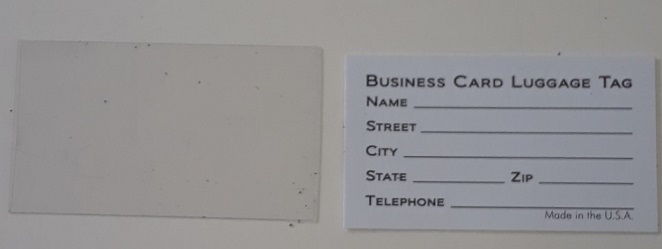 BUSINESS CARD LUGGAGE TAG
NAME
STREET
CITY
STATE ZIP
TELEPHONE
Made in the U.S.A.